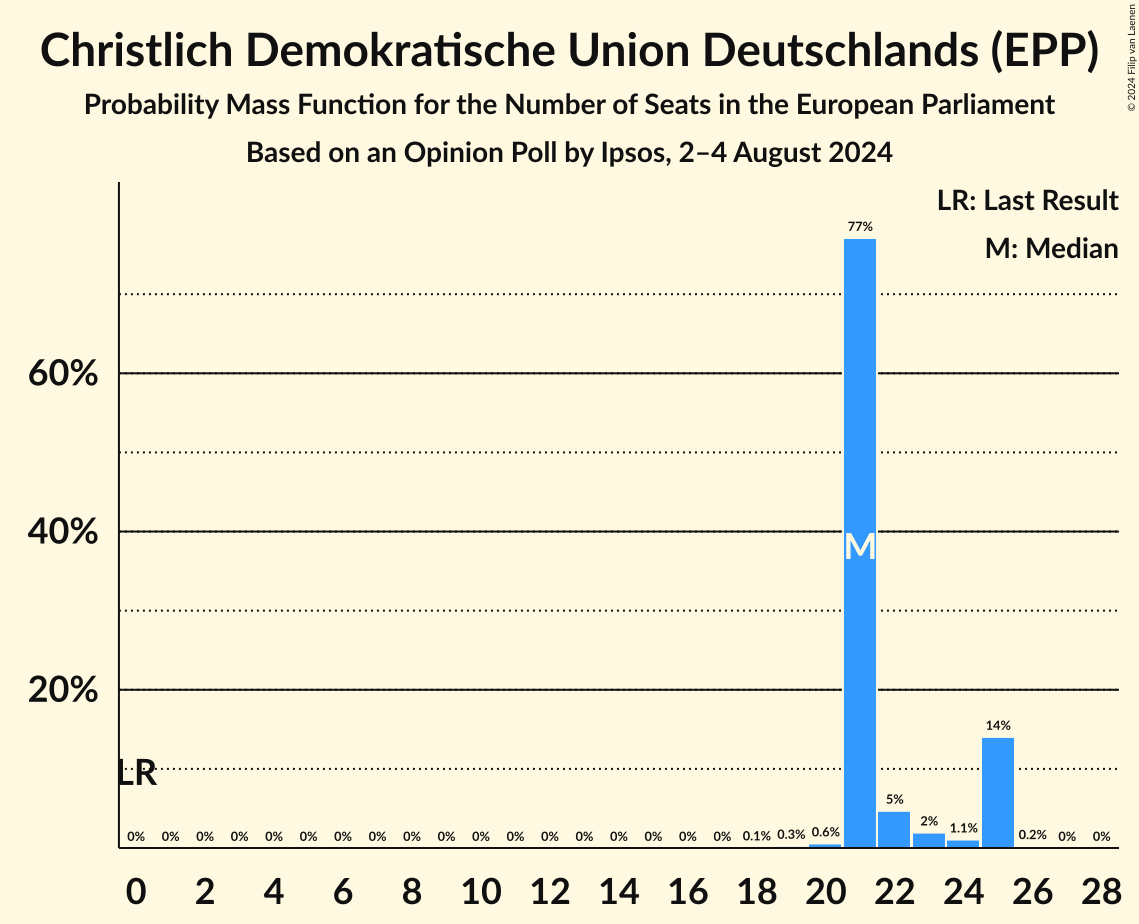 Christlich Demokratische Union Deutschlands (EPP)
Probability Mass Function for the Number of Seats in the European Parliament
Based on an Opinion Poll by Ipsos, 2–4 August 2024
© 2024 Filip van Laenen
LR: Last Result
M: Median
77%
60%
40%
M
20%
14%
LR
5%
2%
0% 0% 0% 0% 0% 0% 0% 0% 0% 0% 0% 0% 0% 0% 0% 0% 0% 0% 0.1% 0.3% 0.6% 1.1% 0.2% 0% 0%
0 2 4 6 8 10 12 14 16 18 20 22 24 26 28